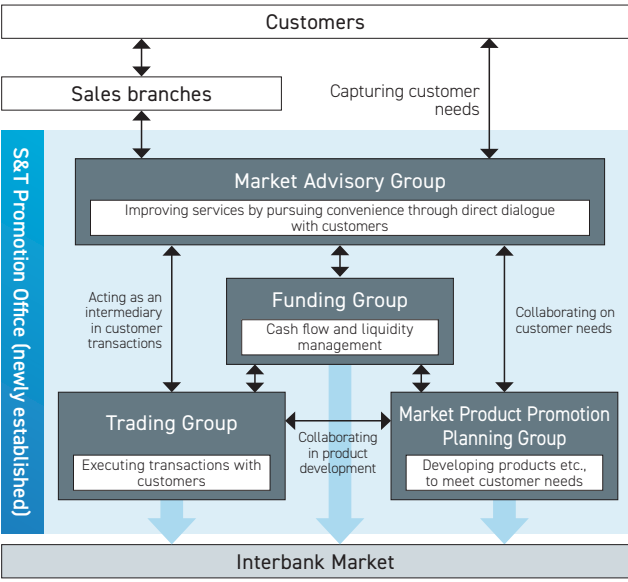 Customers
Sales branches
Capturing customer
needs
S&T Promotion Office (newly established)
Market Advisory Group
Improving services by pursuing convenience through direct dialogue
with customers
Acting as an
intermediary
in customer
transactions
Funding Group
Cash flow and liquidity
management
Collaborating on
customer needs
Trading Group
Executing transactions with
customers
Collaborating
in product
development
Market Product Promotion
Planning Group
Developing products etc.,
to meet customer needs
Interbank Market